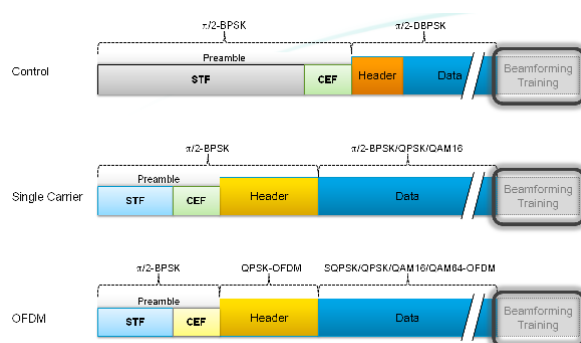 π/2-BPSK
π/2-DBPSK
Preamble
Control
STF
CEF
Header
Data
Beamforming
Training
π/2-BPSK
π/2-BPSK/QPSK/QAM16
Preamble
Single Carrier
STF
CEF
Header
Data
Beamforming
Training
π/2-BPSK
QPSK-OFDM
SQPSK/QPSK/QAM16/QAM64-OFDM
Preamble
OFDM
STF
CEF
Header
Data
Beamforming
Training